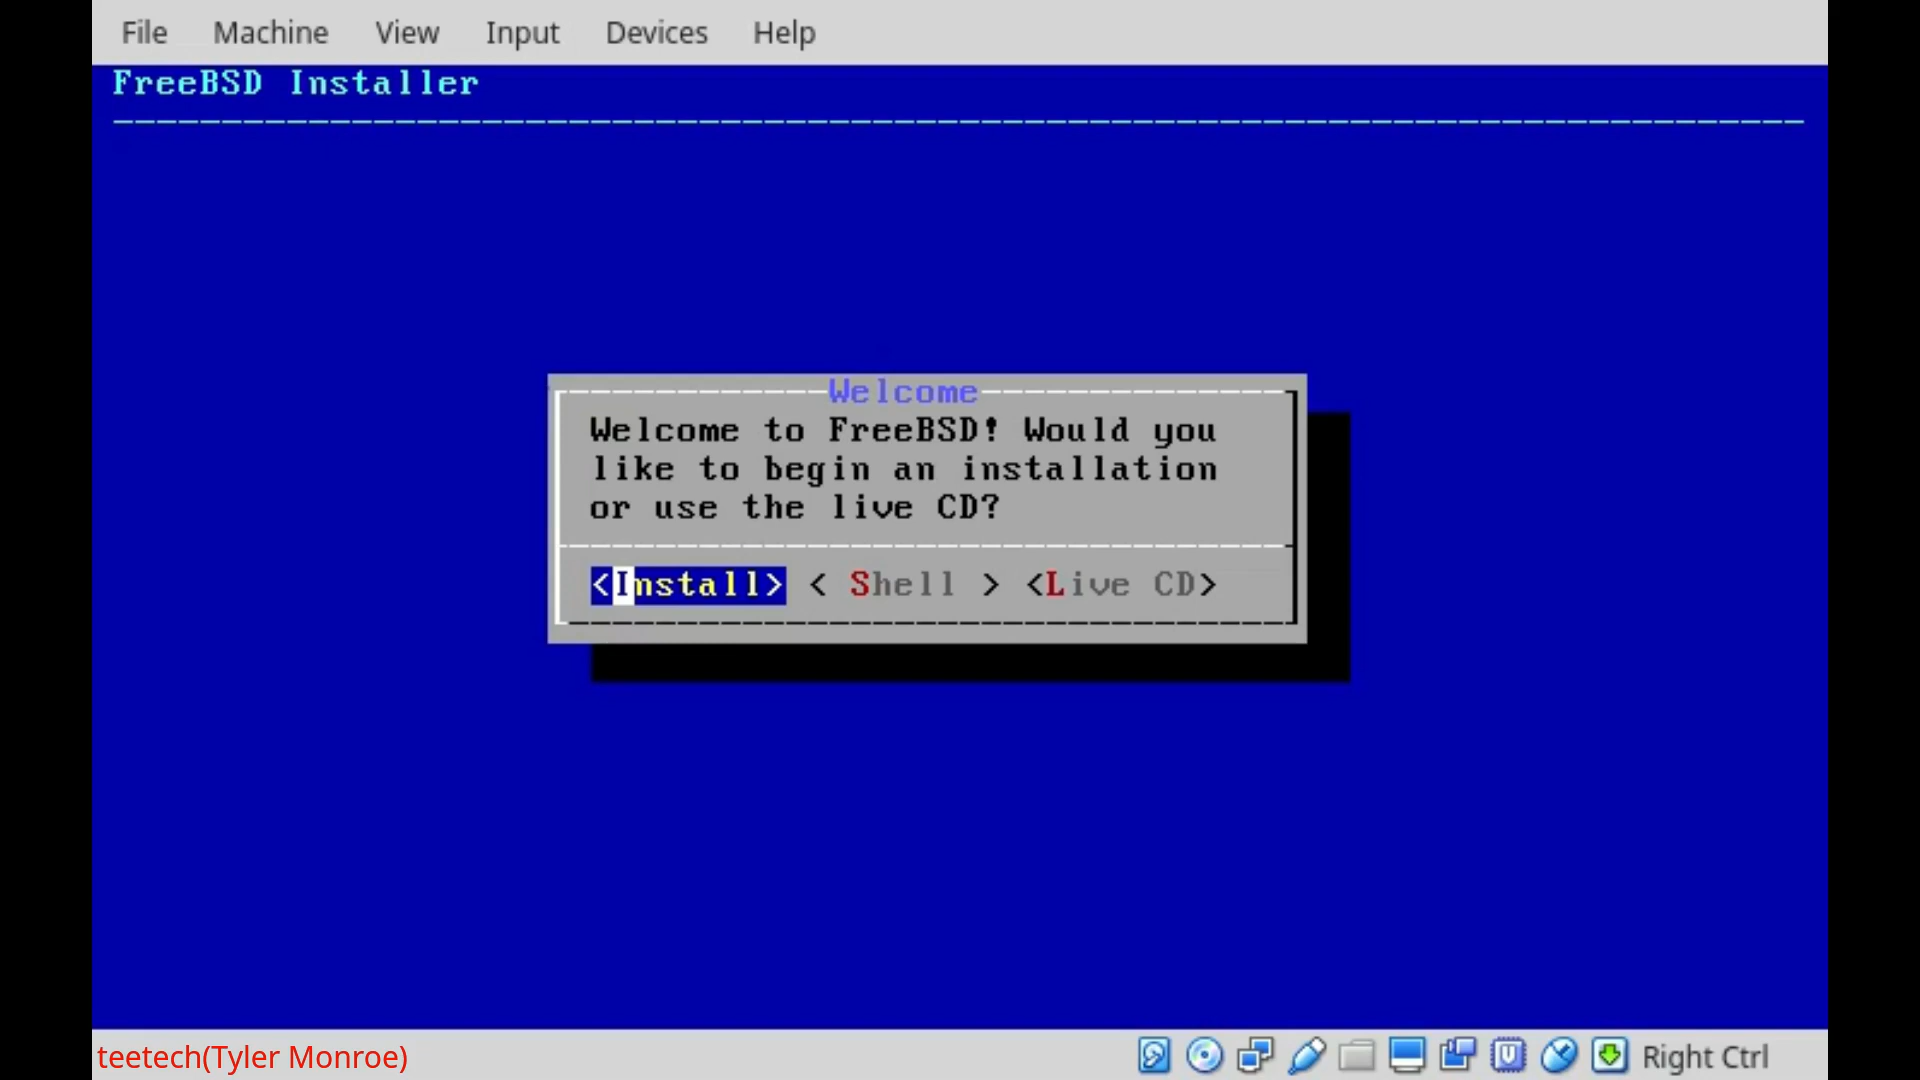 File Machine View Input Devices Help
FreeBSD Installer
Welcome
Welcome to FreeBSD! Would you
like to begin an installation
or use the live CD?
<Install> < Shell > <Live CD>
teetech(Tyler Monroe) Right Ctrl